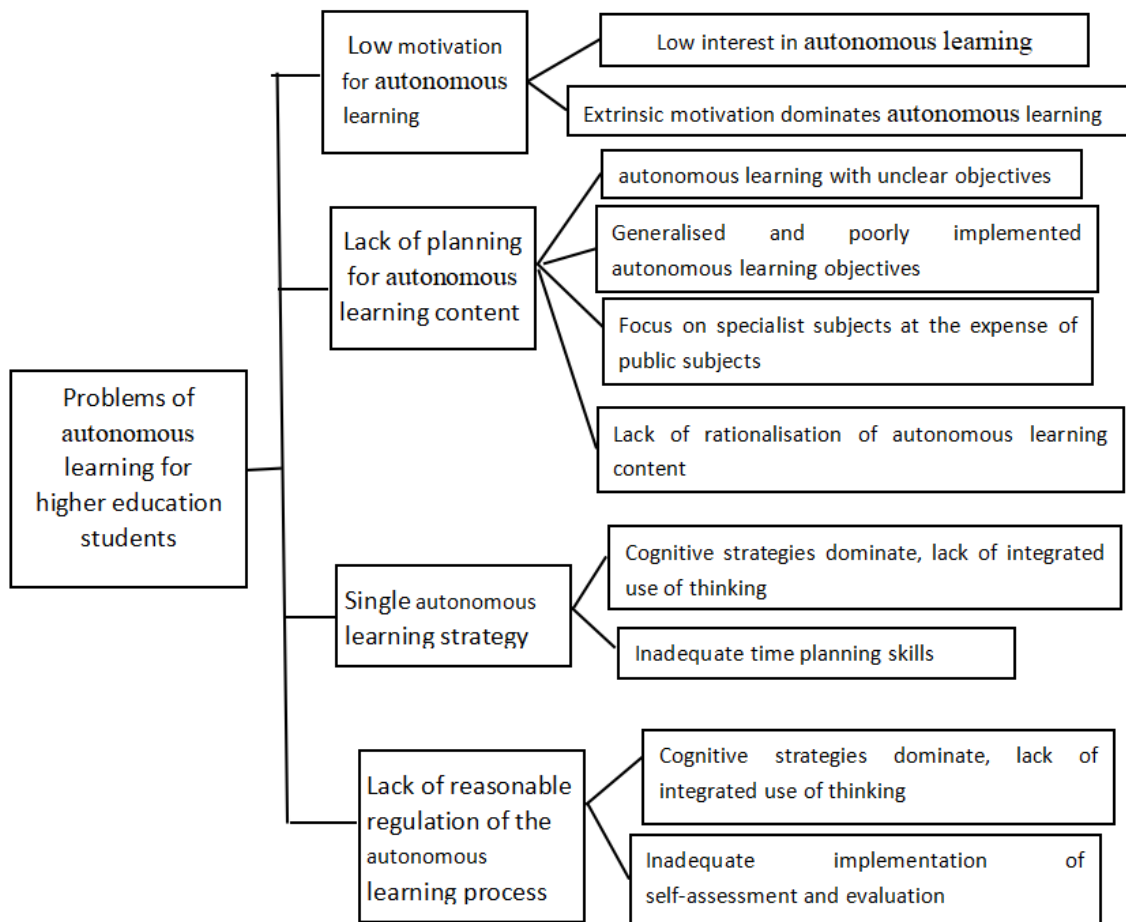 Problems of
autonomous
learning for
higher education
students
Low motivation
for autonomous
learning
Low interest in autonomous learning
Extrinsic motivation dominates autonomous learning
Lack of planning
for autonomous
learning content
autonomous learning with unclear objectives
Generalised and poorly implemented
autonomous learning objectives
Focus on specialist subjects at the expense of
public subjects
Lack of rationalisation of autonomous learning
content
Single autonomous
learning strategy
Cognitive strategies dominate, lack of integrated
use of thinking
Inadequate time planning skills
Lack of reasonable
regulation of the
autonomous
learning process
Cognitive strategies dominate, lack of
integrated use of thinking
Inadequate implementation of
self-assessment and evaluation